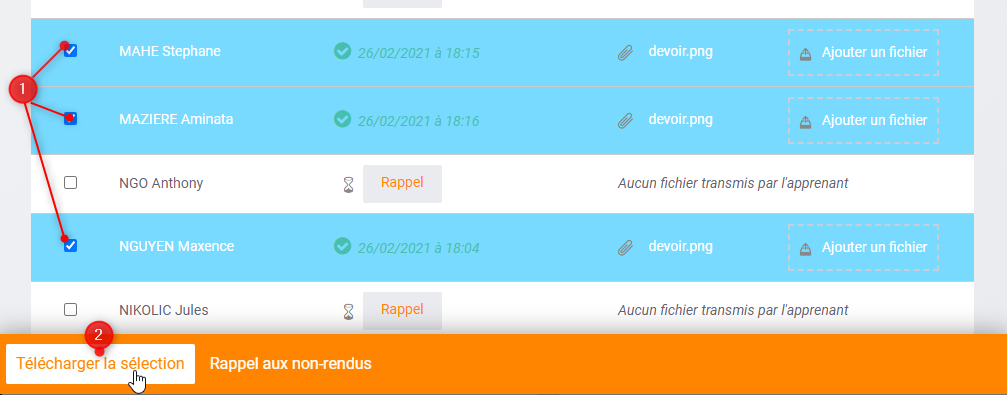 MAHE Stephane 26/02/2021 à 18:15 devoir.png Ajouter un fichier
1
MAZIERE Aminata 26/02/2021 à 18:16 devoir.png Ajouter un fichier
NGO Anthony Rappel Aucun fichier transmis par l'apprenant
NGUYEN Maxence 26/02/2021 à 18:04 devoir.png Ajouter un fichier
NIKOLIC Jules Rappel Aucun fichier transmis par l'apprenant
2
Télécharger la sélection Rappel aux non-rendus